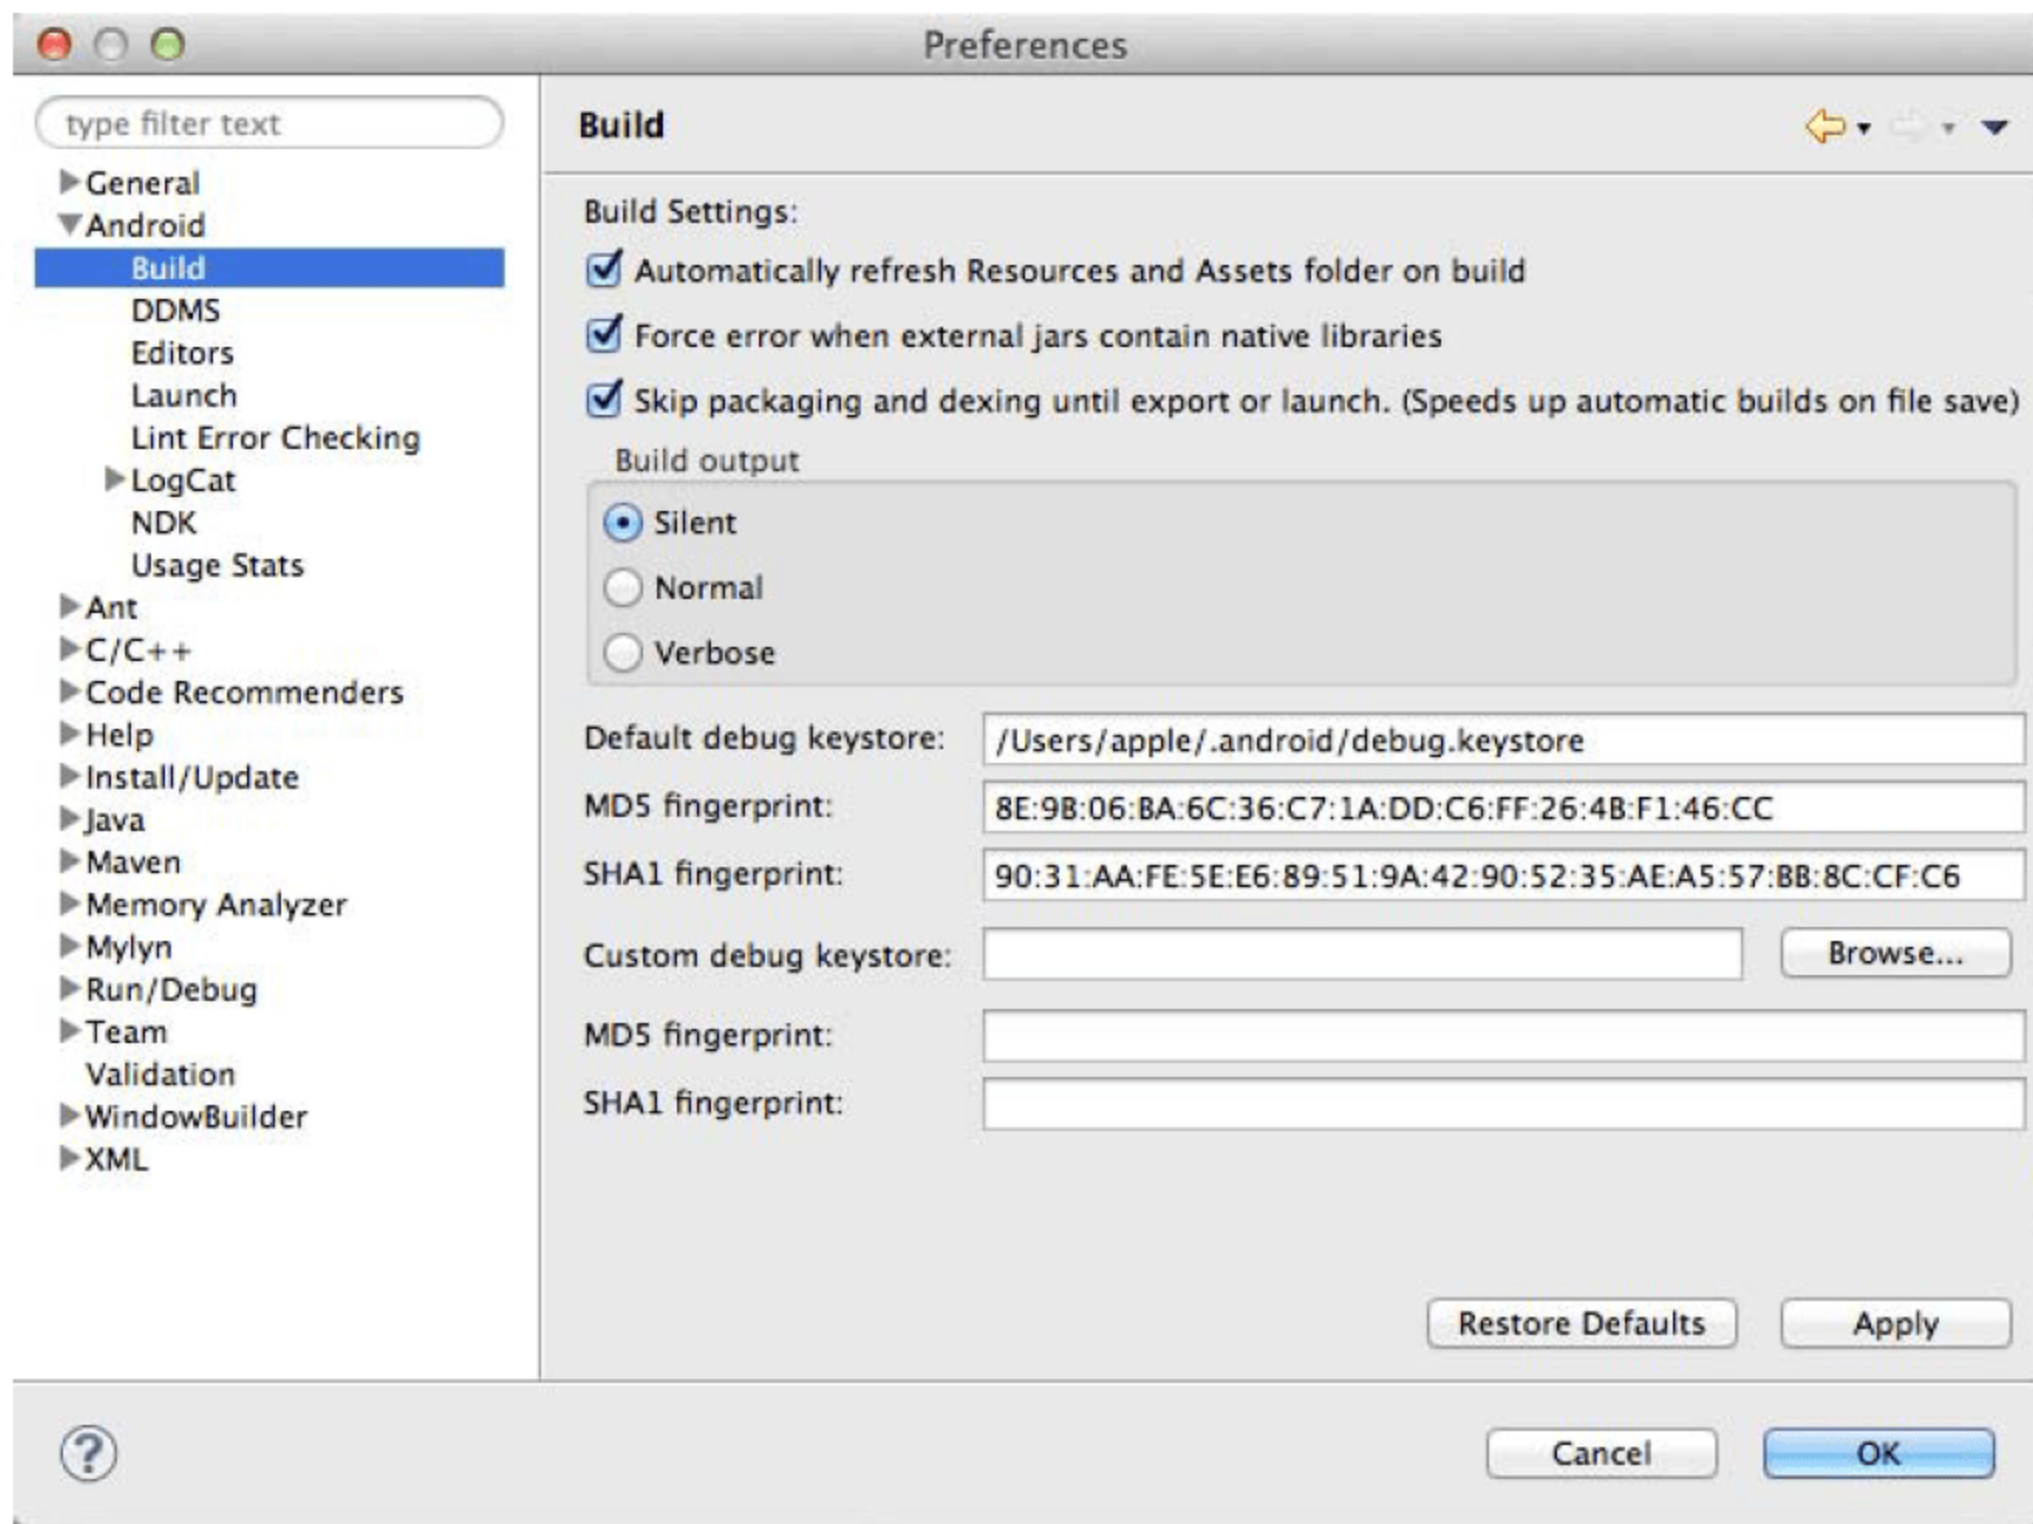 Preferences
type filter text
General
Android
Build
DDMS
Editors
Launch
Lint Error Checking
LogCat
NDK
Usage Stats
Ant
C/C++
Code Recommenders
Help
Install/Update
Java
Maven
Memory Analyzer
Mylyn
Run/Debug
Team
Validation
WindowBuilder
XML
Build
Build Settings:
Automatically refresh Resources and Assets folder on build
Force error when external jars contain native libraries
Skip packaging and dexing until export or launch. (Speeds up automatic builds on file save)
Build output
Silent
Normal
Verbose
Default debug keystore: /Users/apple/.android/debug.keystore
MD5 fingerprint: 8E:9B:06:BA:6C:36:C7:1A:DD:C6:FF:26:4B:F1:46:CC
SHA1 fingerprint: 90:31:AA:FE:5E:E6:89:51:9A:42:90:52:35:AE:A5:57:BB:8C:CF:C6
Custom debug keystore: Browse...
MD5 fingerprint:
SHA1 fingerprint:
Restore Defaults Apply
? Cancel OK